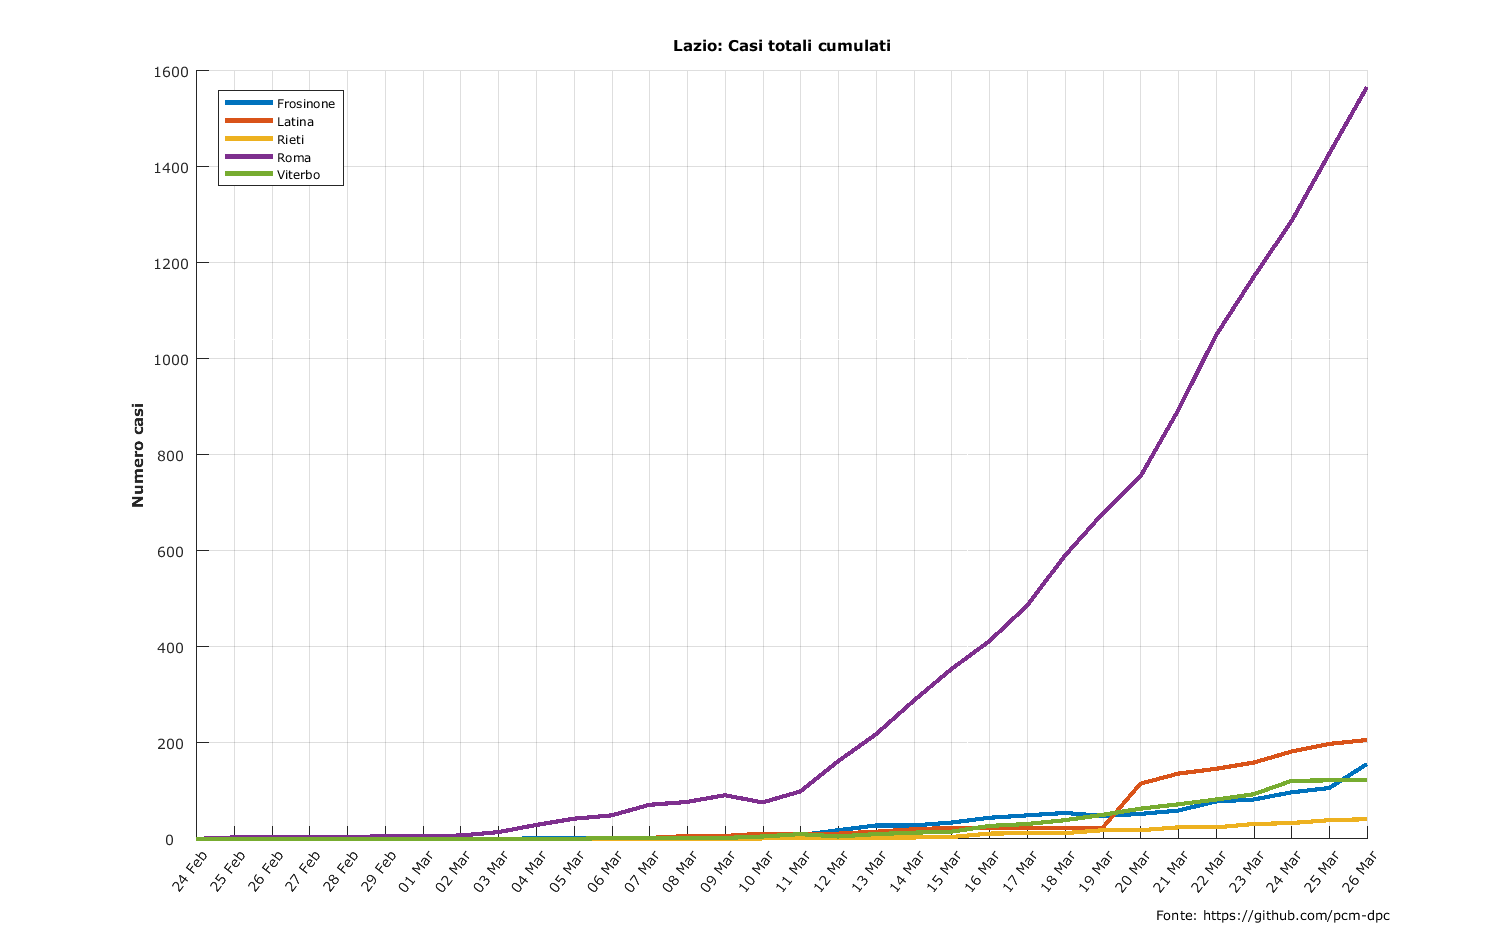 Lazio: Casi totali cumulati
Numero casi
1600
1400
1200
1000
800
600
400
200
0
Frosinone
Latina
Rieti
Roma
Viterbo
24 Feb
25 Feb
26 Feb
27 Feb
28 Feb
29 Feb
01 Mar
02 Mar
03 Mar
04 Mar
05 Mar
06 Mar
07 Mar
08 Mar
09 Mar
10 Mar
11 Mar
12 Mar
13 Mar
14 Mar
15 Mar
16 Mar
17 Mar
18 Mar
19 Mar
20 Mar
21 Mar
22 Mar
23 Mar
24 Mar
25 Mar
26 Mar
Fonte: https://github.com/pcm-dpc